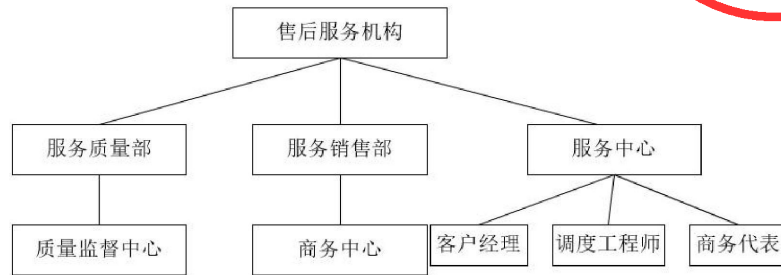 售后服务机构
服务质量部
服务销售部
服务中心
质量监督中心
商务中心
客户经理
调度工程师
商务代表